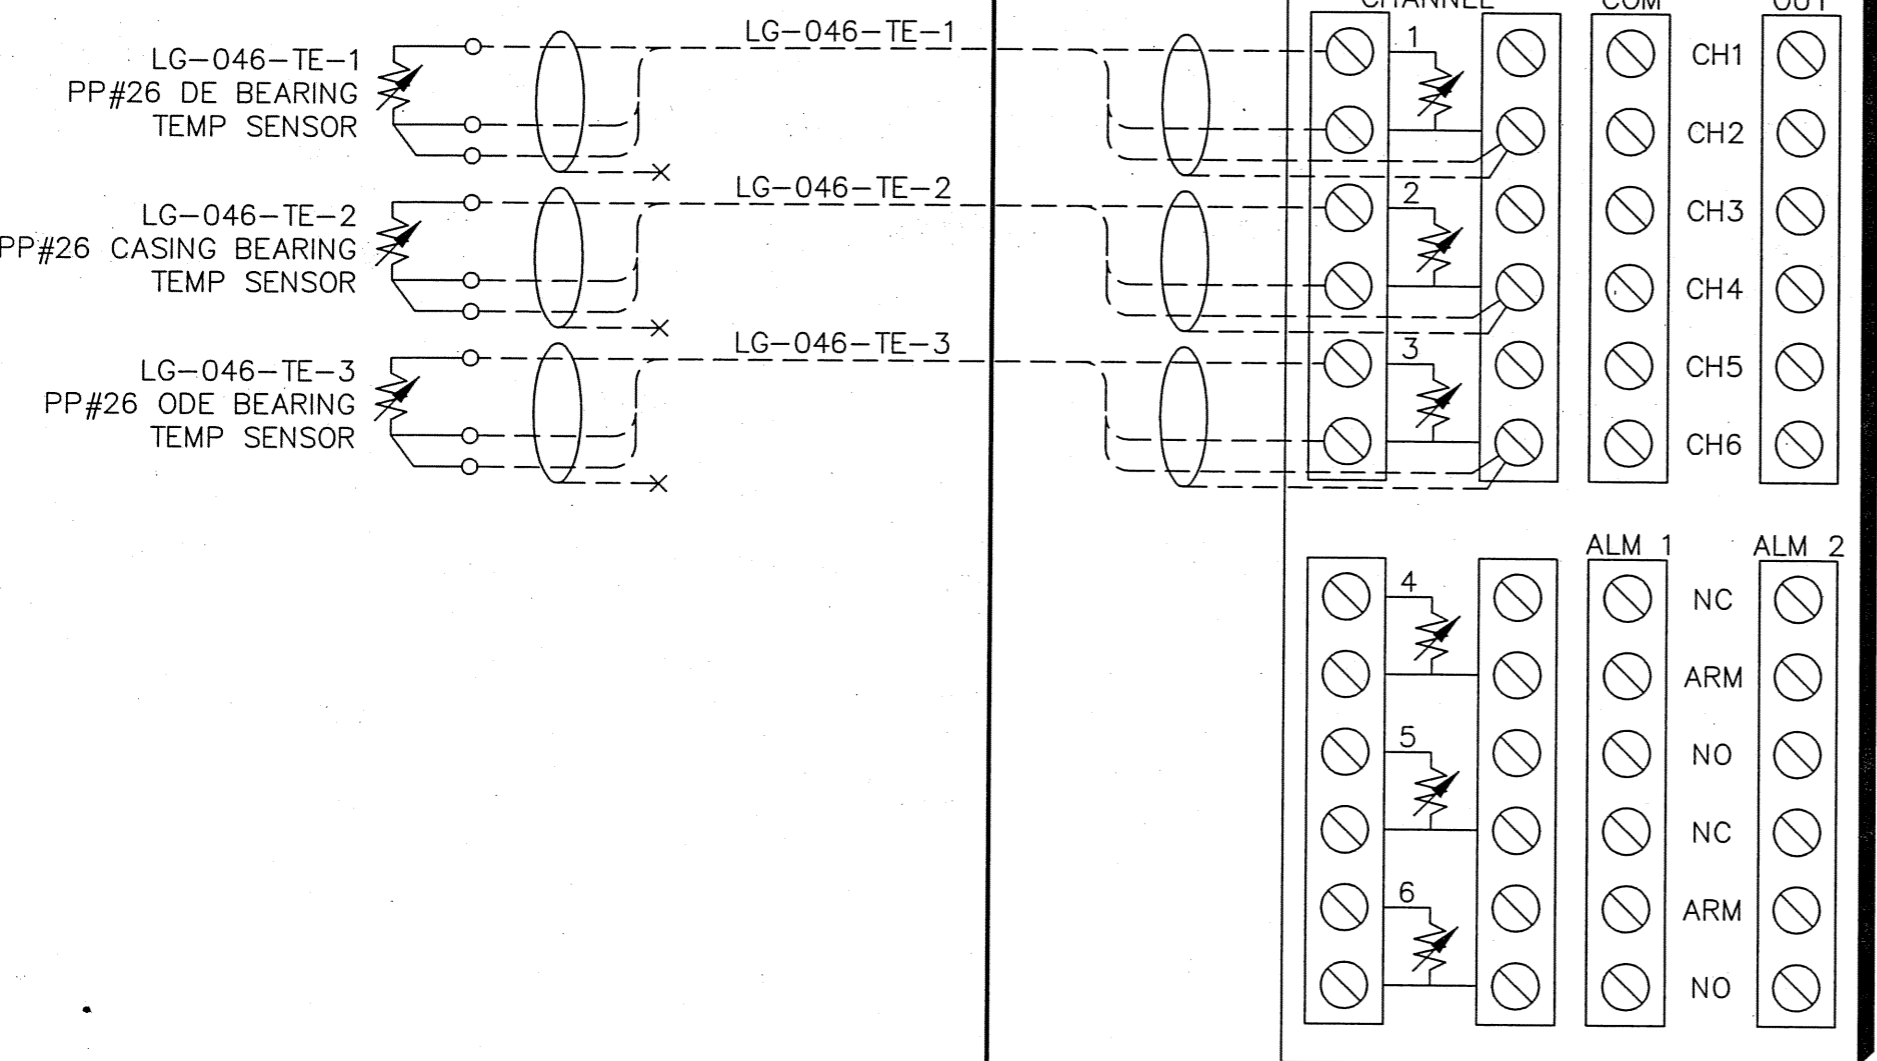 CHANNEL COM OUT
LG-046-TE-1
PP#26 DE BEARING
TEMP SENSOR
LG-046-TE-1
1
CH1
CH2
LG-046-TE-2
PP#26 CASING BEARING
TEMP SENSOR
LG-046-TE-2
2
CH3
CH4
LG-046-TE-3
PP#26 ODE BEARING
TEMP SENSOR
LG-046-TE-3
3
CH5
CH6
ALM 1 ALM 2
4
NC
ARM
5
NO
NC
6
ARM
NO